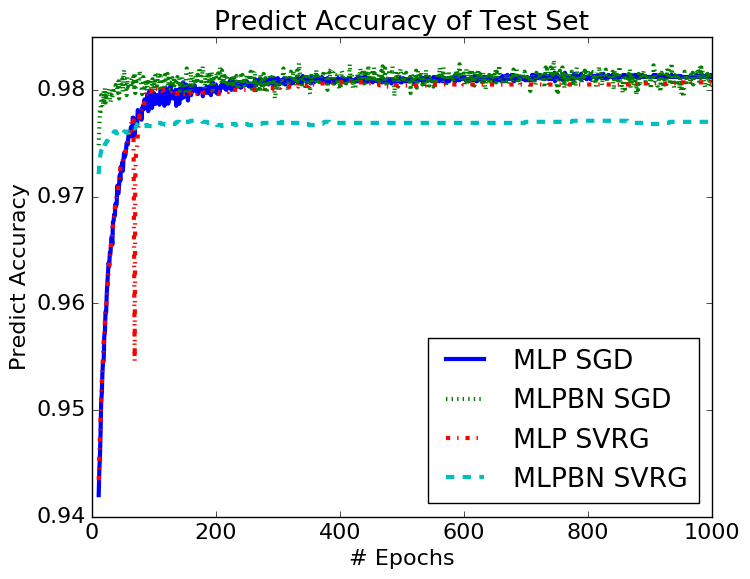 Predict Accuracy of Test Set
Predict Accuracy
0.98
0.97
0.96
0.95
0.94
0
200
400
600
800
1000
# Epochs
MLP SGD
MLPBN SGD
MLP SVRG
MLPBN SVRG